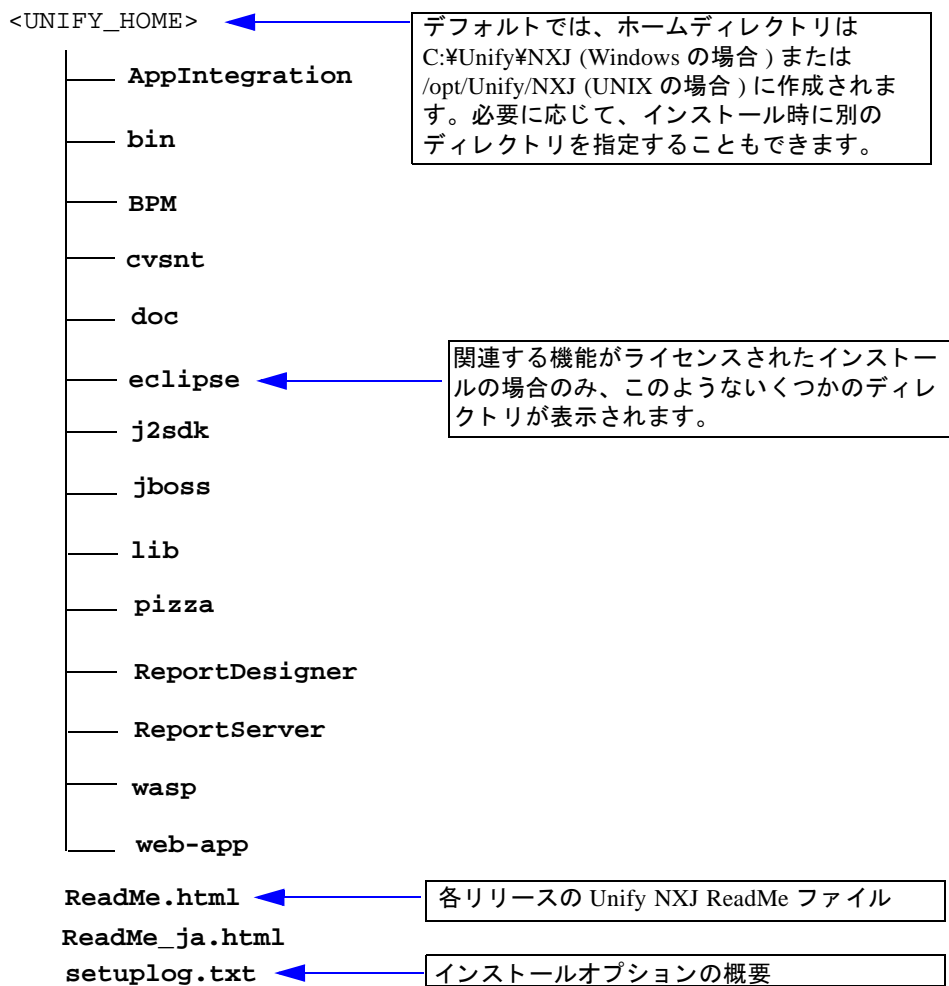 <UNIFY_HOME>
デフォルトでは、ホームディレクトリは
C:¥Unify¥NXJ (Windows の場合 ) または
/opt/Unify/NXJ (UNIX の場合 ) に作成されま
す。必要に応じて、インストール時に別の
ディレクトリを指定することもできます。
AppIntegration
bin
BPM
cvsnt
doc
関連する機能がライセンスされたインストー
ルの場合のみ、このようないくつかのディレ
クトリが表示されます。
eclipse
j2sdk
jboss
lib
pizza
ReportDesigner
ReportServer
wasp
web-app
ReadMe.html
各リリースの Unify NXJ ReadMe ファイル
ReadMe_ja.html
setuplog.txt
インストールオプションの概要